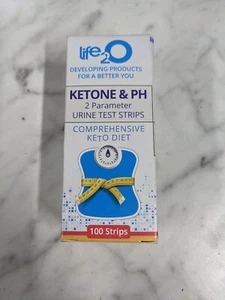 life2O
DEVELOPING PRODUCTS
FOR A BETTER YOU
KETONE & PH
2 Parameter
URINE TEST STRIPS
COMPREHENSIVE
KETO DIET
100 Strips